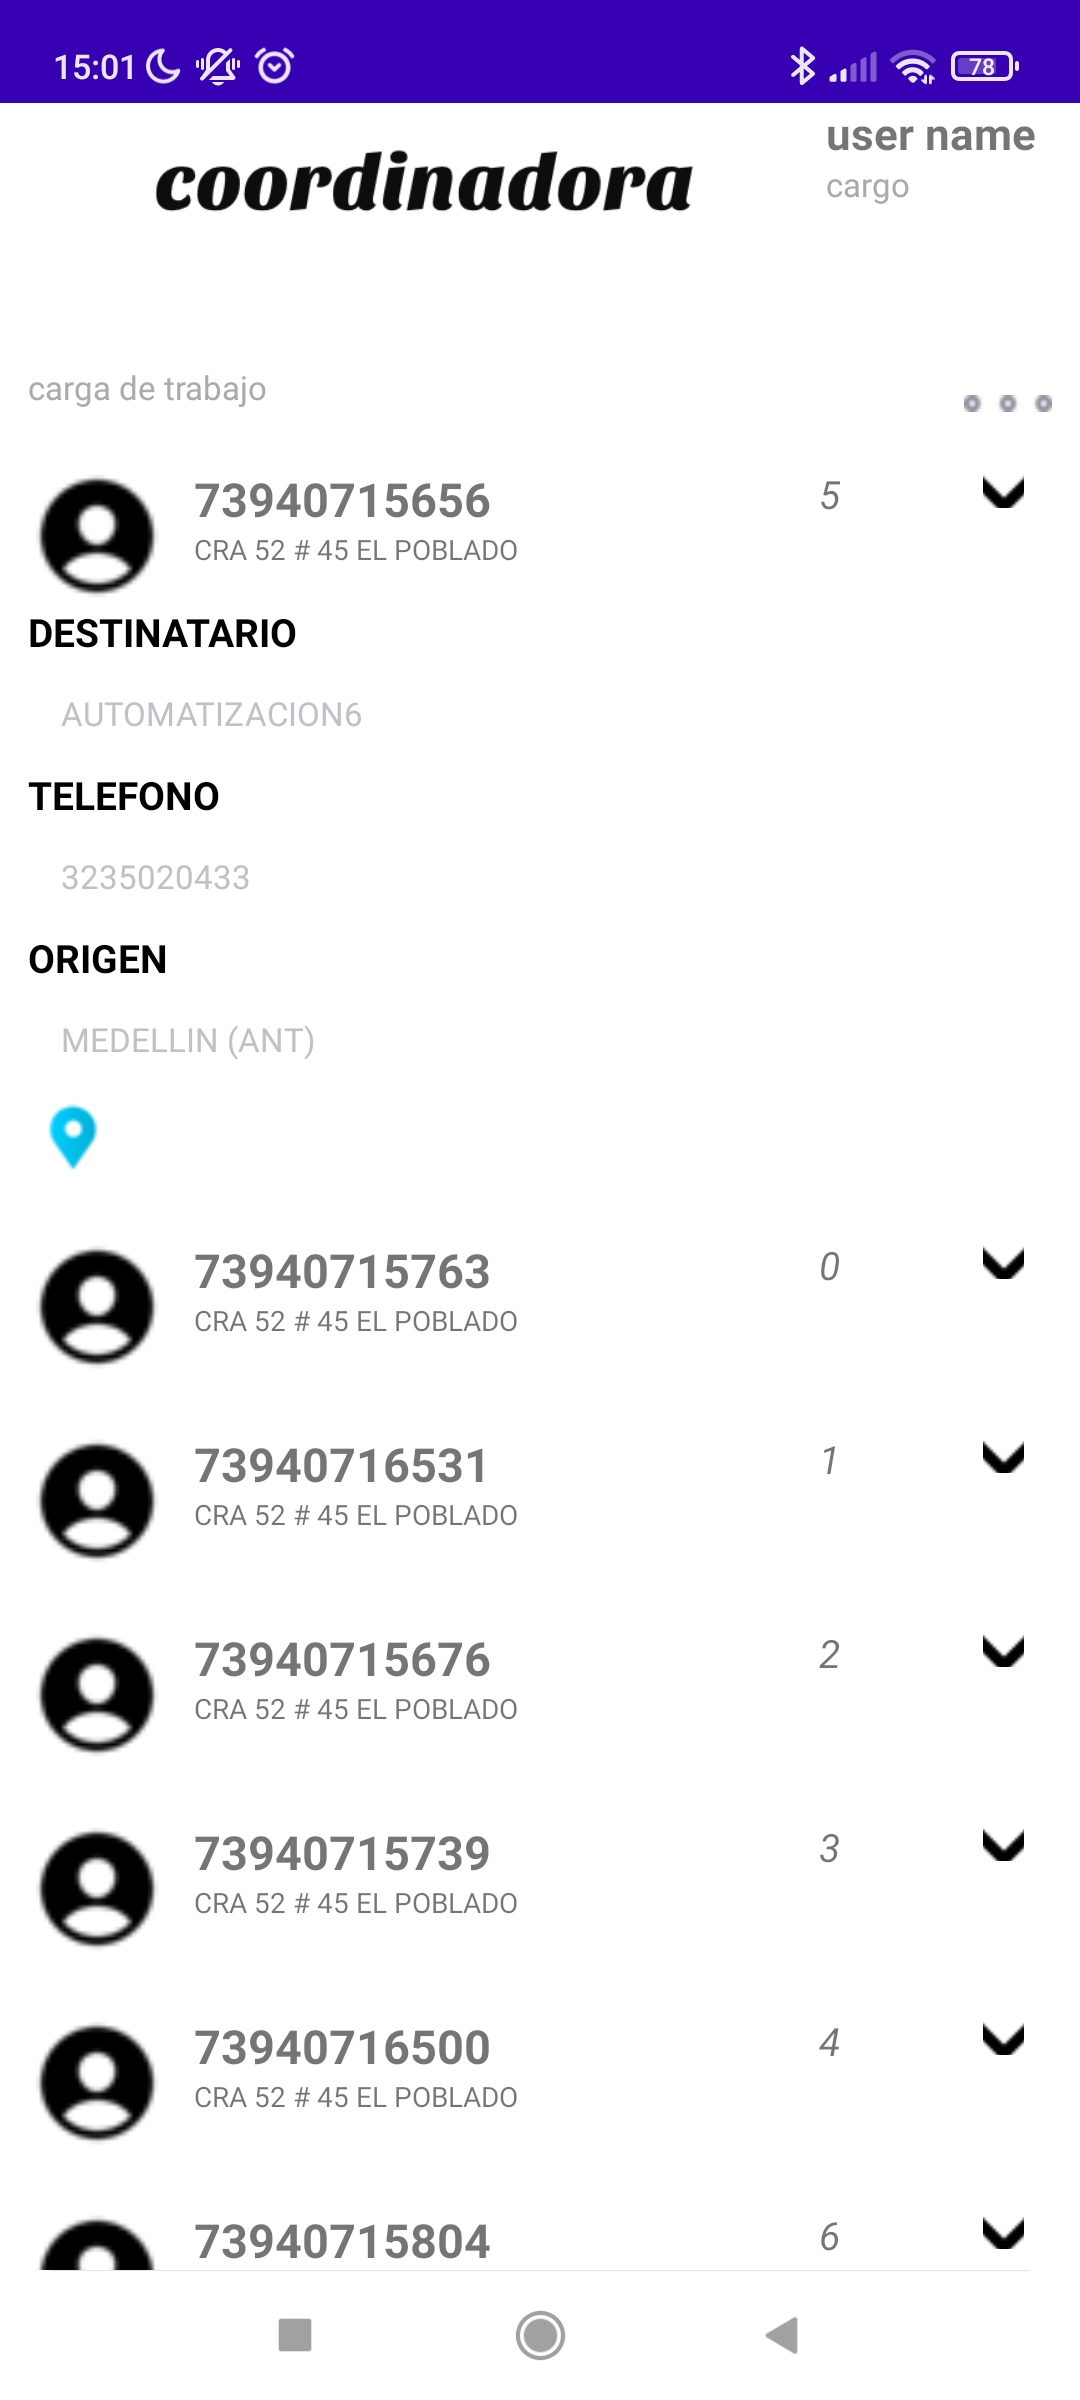 15:01
78
coordinadora
user name
cargo
carga de trabajo
73940715656
5
CRA 52 # 45 EL POBLADO
DESTINATARIO
AUTOMATIZACION6
TELEFONO
3235020433
ORIGEN
MEDELLIN (ANT)
73940715763
0
CRA 52 # 45 EL POBLADO
73940716531
1
CRA 52 # 45 EL POBLADO
73940715676
2
CRA 52 # 45 EL POBLADO
73940715739
3
CRA 52 # 45 EL POBLADO
73940716500
4
CRA 52 # 45 EL POBLADO
73940715804
6